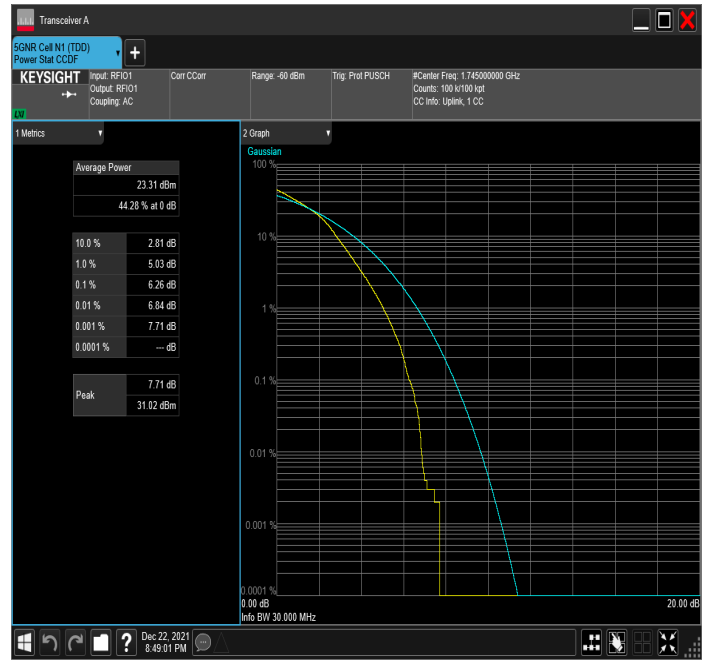 Transceiver A
5GNR Cell N1 (TDD)
Power Stat CCDF
KEYSIGHT
LXI
Input: RFIO1
Output: RFIO1
Coupling: AC
Corr CCorr
Range: -60 dBm
Trig: Prot PUSCH
#Center Freq: 1.745000000 GHz
Counts: 100 k/100 kpt
CC Info: Uplink, 1 CC
1 Metrics
Average Power
23.31 dBm
44.28 % at 0 dB
10.0 % 2.81 dB
1.0 % 5.03 dB
0.1 % 6.26 dB
0.01 % 6.84 dB
0.001 % 7.71 dB
0.0001 % --- dB
Peak
7.71 dB
31.02 dBm
2 Graph
Gaussian
100 %
10 %
1 %
0.1 %
0.01 %
0.001 %
0.0001 %
0.00 dB
20.00 dB
Info BW 30.000 MHz
?
Dec 22, 2021
8:49:01 PM